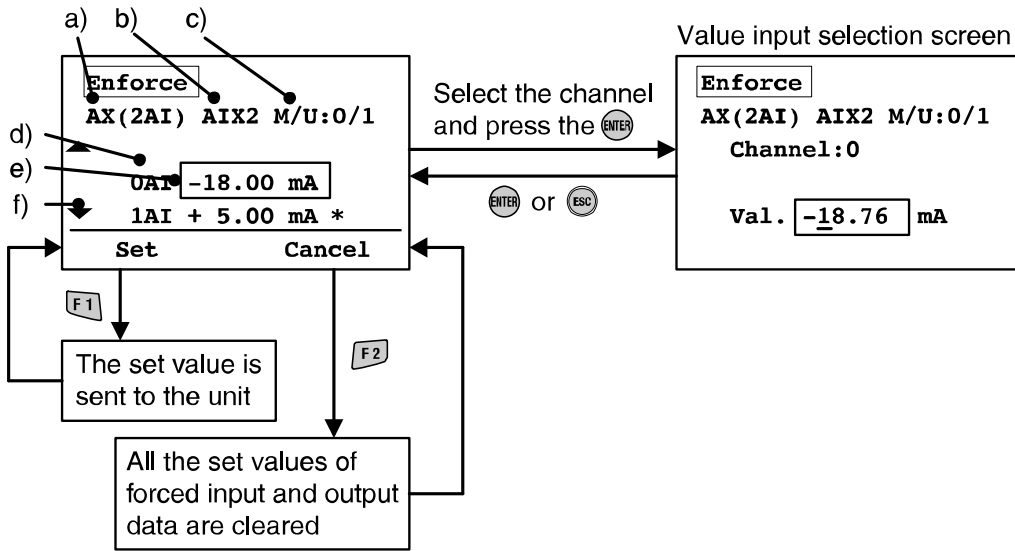 a)
b)
c)
Enforce
AX(2AI) AIX2 M/U:0/1
d)
e)
0AI -18.00 mA
f)
1AI + 5.00 mA *
Set Cancel
Select the channel
and press the ENTER
ENTER or ESC
Value input selection screen
Enforce
AX(2AI) AIX2 M/U:0/1
Channel:0
Val. -18.76 mA
F1
The set value is
sent to the unit
F2
All the set values of
forced input and output
data are cleared